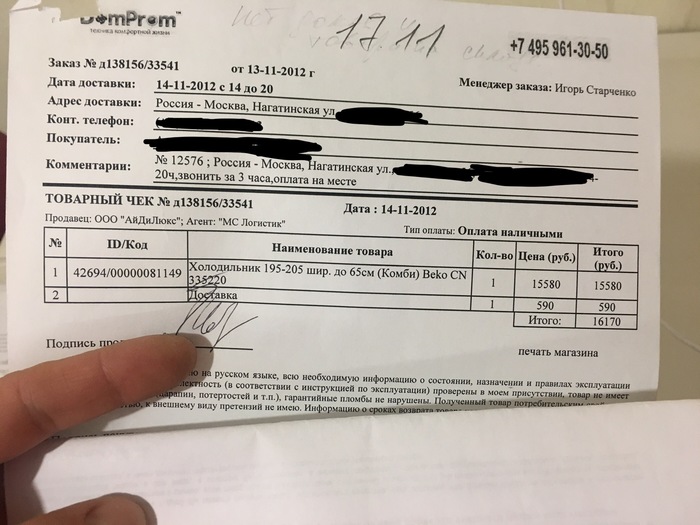 DomProm
техника комфортной жизни
17 11
+7 495 961-30-50
Заказ № д138156/33541 от 13-11-2012 г
Менеджер заказа: Игорь Старченко
Дата доставки: 14-11-2012 с 14 до 20
Адрес доставки: Россия - Москва, Нагатинская ул
Конт. телефон:
Покупатель:
Комментарии: № 12576 ; Россия - Москва, Нагатинская ул.,
20ч,звонить за 3 часа,оплата на месте
ТОВАРНЫЙ ЧЕК № д138156/33541 Дата : 14-11-2012
Продавец: ООО "АйДиЛюкс"; Агент: "МС Логистик" Тип оплаты: Оплата наличными
№ ID/Код Наименование товара Кол-во Цена (руб.) Итого (руб.)
1 42694/00000081149 Холодильник 195-205 шир. до 65см (Комби) Beko CN 335220 1 15580 15580
2 Доставка 1 590 590
Итого: 16170
Подпись печать магазина
на русском языке, всю необходимую информацию о состоянии, назначении и правилах эксплуатации
(в соответствии с инструкцией по эксплуатации) проверены в моем присутствии, товар не имеет
потертостей и т.п.), гарантийные пломбы не нарушены. Полученный товар
к внешнему виду претензий не имею. Информацию о сроках возврата